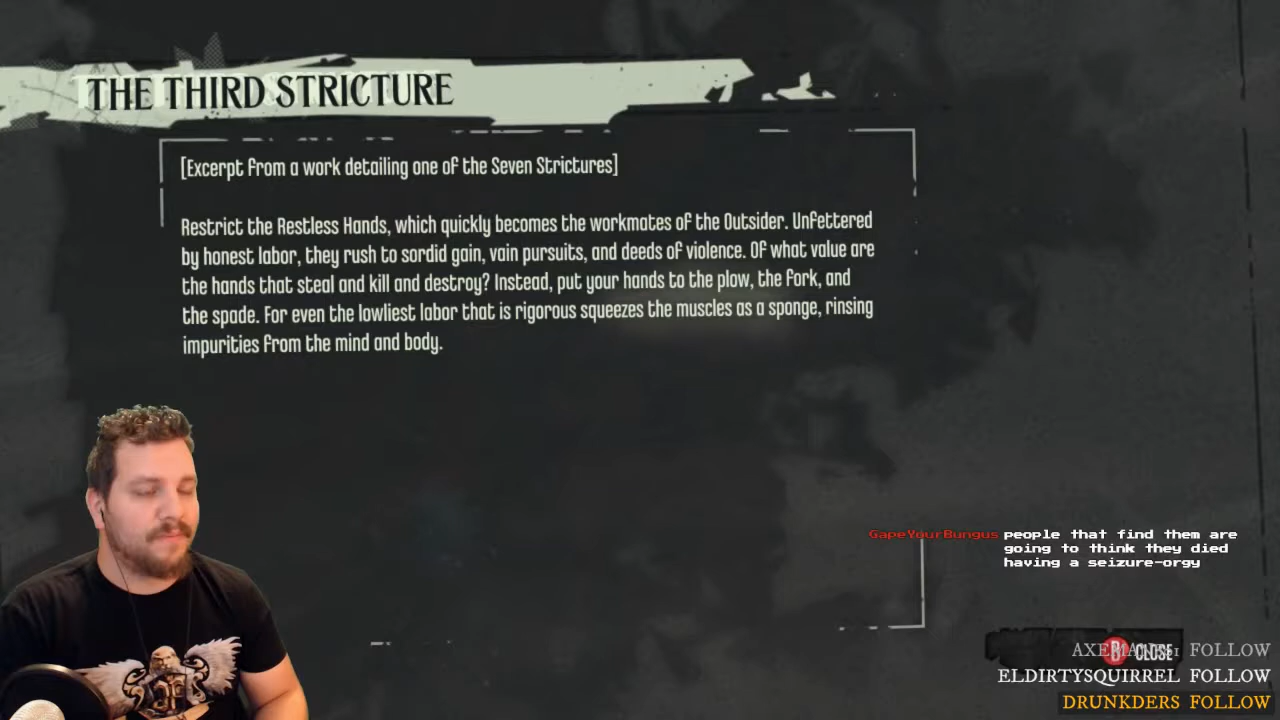 THE THIRD STRICTURE
[Excerpt from a work detailing one of the Seven Strictures]
Restrict the Restless Hands, which quickly becomes the workmates of the Outsider. Unfettered
by honest labor, they rush to sordid gain, vain pursuits, and deeds of violence. Of what value are
the hands that steal and kill and destroy? Instead, put your hands to the plow, the fork, and
the spade. For even the lowliest labor that is rigorous squeezes the muscles as a sponge, rinsing
impurities from the mind and body.
GapeYourBungus people that find them are
going to think they died
having a seizure-orgy
B CLOSE
FOLLOW
ELDIRTYSQUIRREL FOLLOW
DRUNKDERS FOLLOW